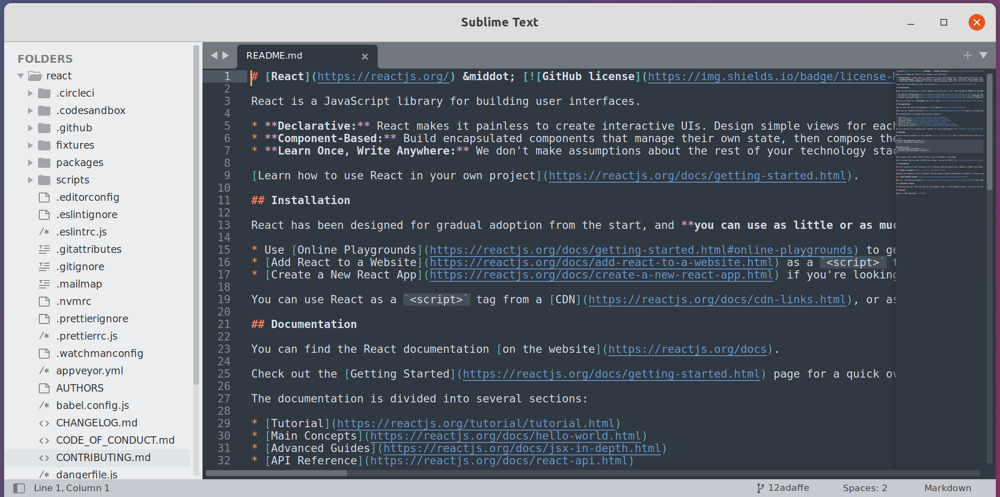 Sublime Text
FOLDERS
react
.circleci
.codesandbox
.github
fixtures
packages
scripts
.editorconfig
.eslintignore
.eslintrc.js
.gitattributes
.gitignore
.mailmap
.nvmrc
.prettierignore
.prettierrc.js
.watchmanconfig
appveyor.yml
AUTHORS
babel.config.js
CHANGELOG.md
CODE_OF_CONDUCT.md
CONTRIBUTING.md
dangerfile.js
README.md
1 # [React](https://reactjs.org/) &middot; [![GitHub license](https://img.shields.io/badge/license-
2
3 React is a JavaScript library for building user interfaces.
4
5 * **Declarative:** React makes it painless to create interactive UIs. Design simple views for eac
6 * **Component-Based:** Build encapsulated components that manage their own state, then compose the
7 * **Learn Once, Write Anywhere:** We don't make assumptions about the rest of your technology stac
8
9 [Learn how to use React in your own project](https://reactjs.org/docs/getting-started.html).
10
11 ## Installation
12
13 React has been designed for gradual adoption from the start, and **you can use as little or as muc
14
15 * Use [Online Playgrounds](https://reactjs.org/docs/getting-started.html#online-playgrounds) to ge
16 * [Add React to a Website](https://reactjs.org/docs/add-react-to-a-website.html) as a `<script>` t
17 * [Create a New React App](https://reactjs.org/docs/create-a-new-react-app.html) if you're looking
18
19 You can use React as a `<script>` tag from a [CDN](https://reactjs.org/docs/cdn-links.html), or as
20
21 ## Documentation
22
23 You can find the React documentation [on the website](https://reactjs.org/docs).
24
25 Check out the [Getting Started](https://reactjs.org/docs/getting-started.html) page for a quick ov
26
27 The documentation is divided into several sections:
28
29 * [Tutorial](https://reactjs.org/tutorial/tutorial.html)
30 * [Main Concepts](https://reactjs.org/docs/hello-world.html)
31 * [Advanced Guides](https://reactjs.org/docs/jsx-in-depth.html)
32 * [API Reference](https://reactjs.org/docs/react-api.html)
Line 1, Column 1
12adaffe
Spaces: 2
Markdown